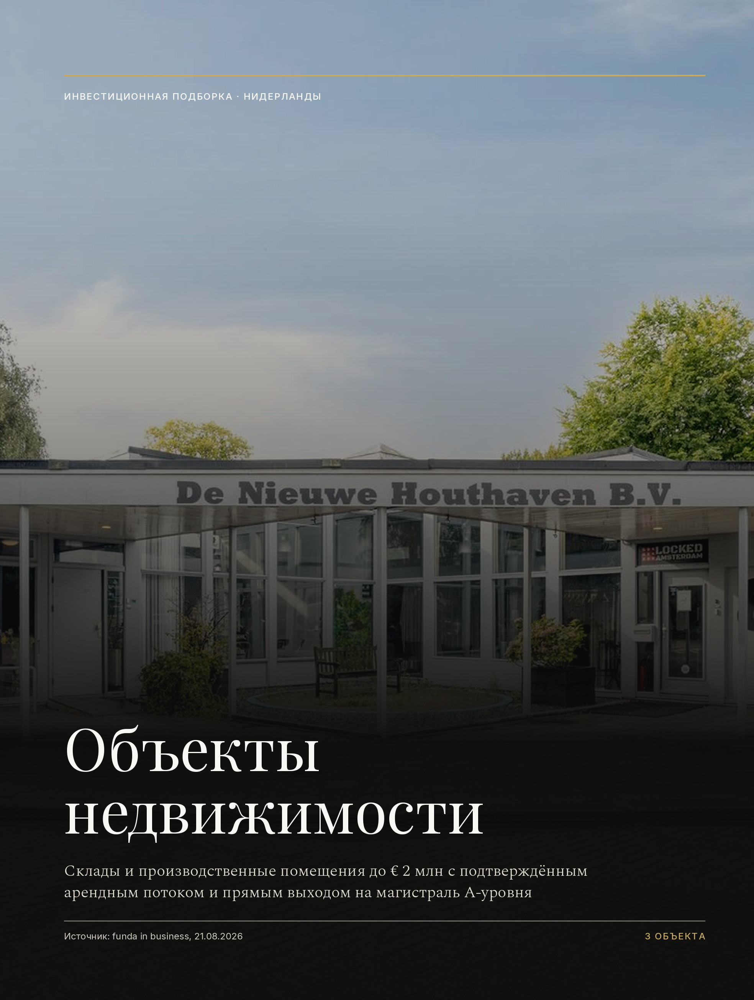 ИНВЕСТИЦИОННАЯ ПОДБОРКА · НИДЕРЛАНДЫ
De Nieuwe Houthaven B.V.
LOCKED
AMSTERDAM
Объекты
недвижимости
Склады и производственные помещения до € 2 млн с подтверждённым
арендным потоком и прямым выходом на магистраль А-уровня
Источник: funda in business, 21.08.2026
3 ОБЪЕКТА